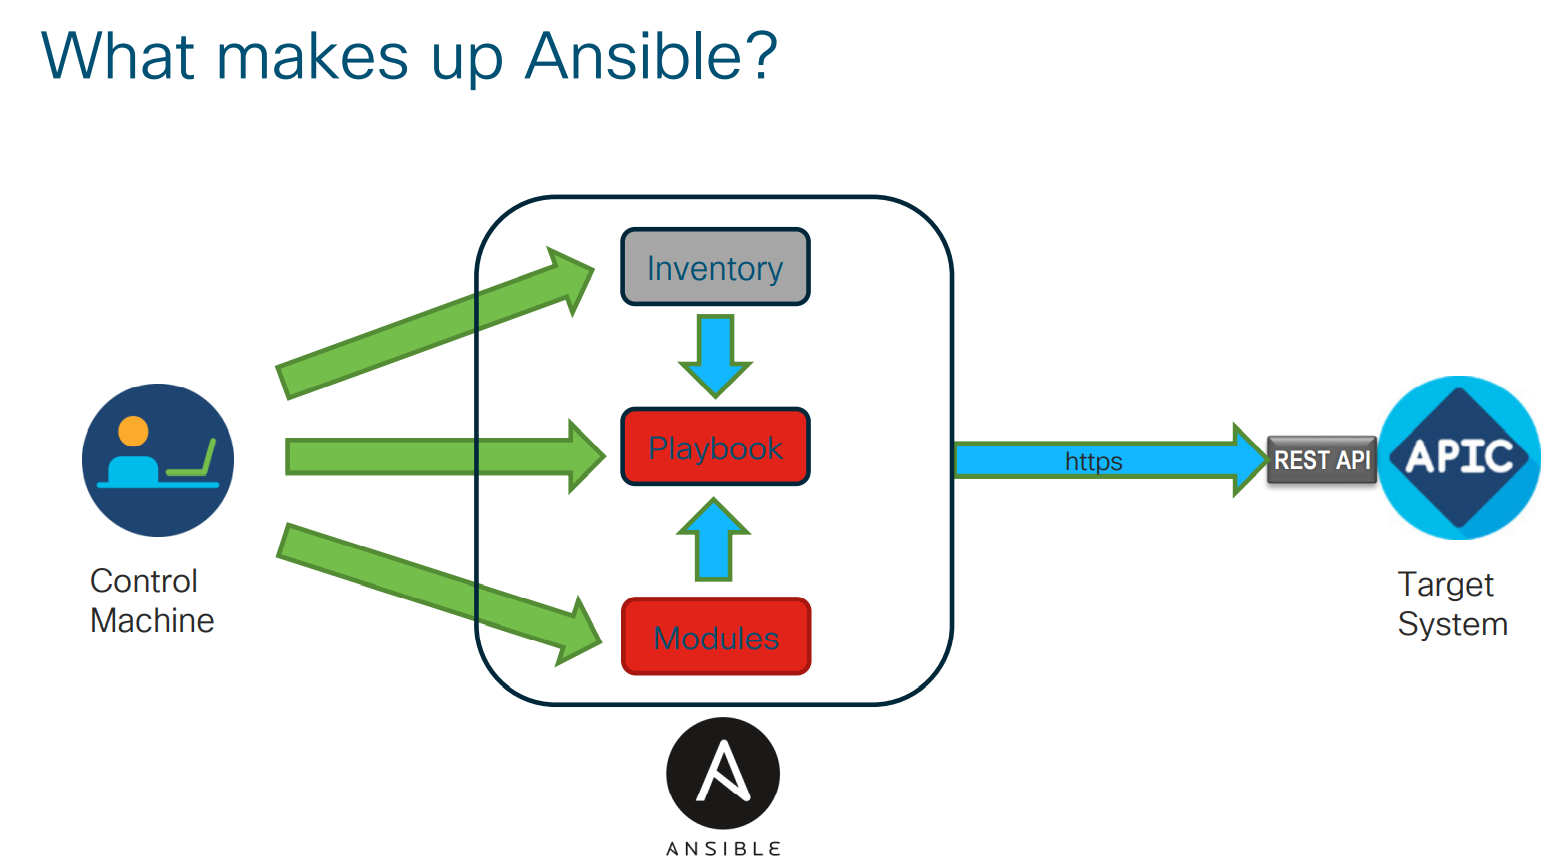 What makes up Ansible?
Inventory
Playbook
https
REST API
APIC
Control
Machine
Target
System
Modules
ANSIBLE